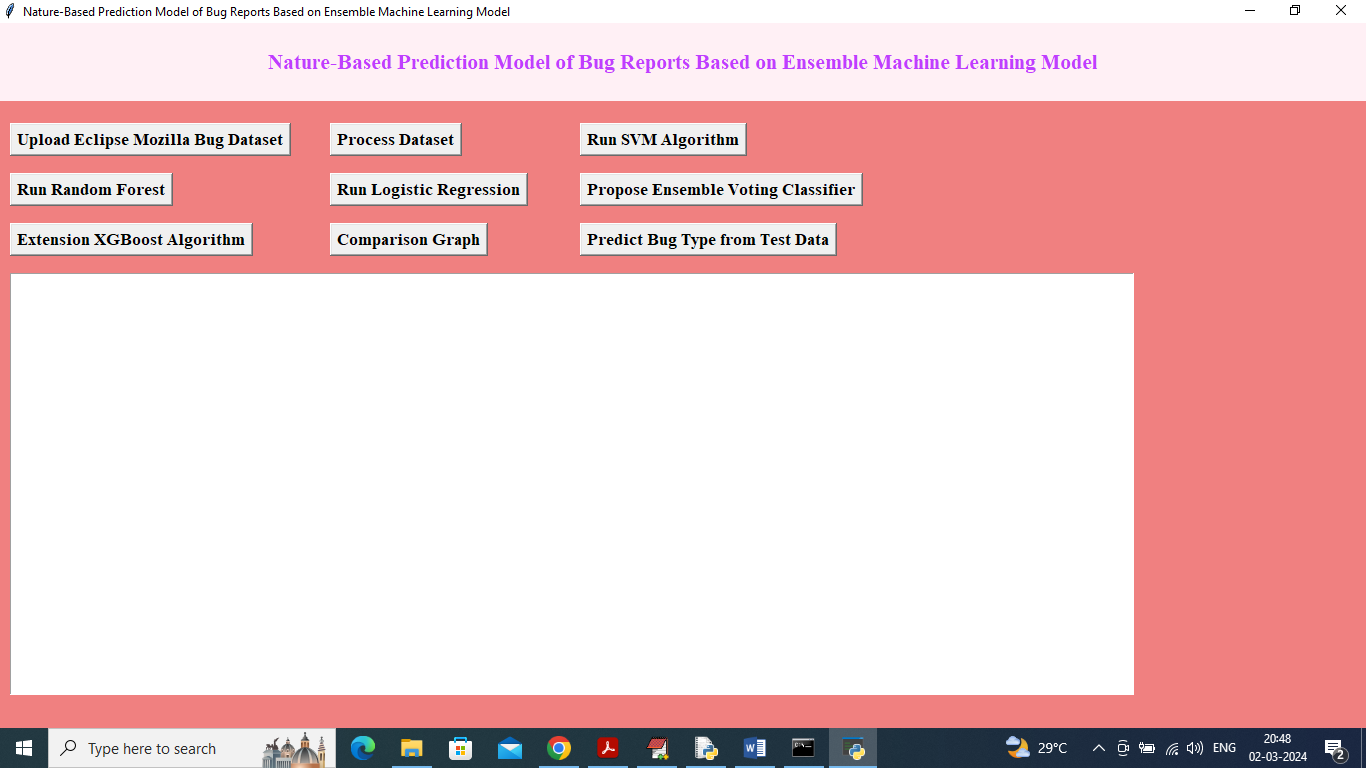 Nature-Based Prediction Model of Bug Reports Based on Ensemble Machine Learning Model
Nature-Based Prediction Model of Bug Reports Based on Ensemble Machine Learning Model
Upload Eclipse Mozilla Bug Dataset Process Dataset Run SVM Algorithm
Run Random Forest Run Logistic Regression Propose Ensemble Voting Classifier
Extension XGBoost Algorithm Comparison Graph Predict Bug Type from Test Data
Type here to search 29°C ENG 20:48
02-03-2024 2